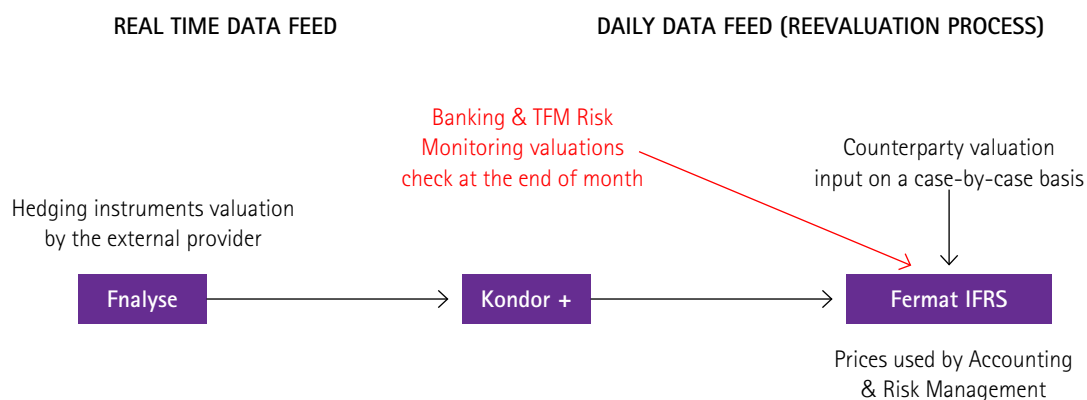 REAL TIME DATA FEED
DAILY DATA FEED (REEVALUATION PROCESS)
Banking & TFM Risk
Monitoring valuations
check at the end of month
Counterparty valuation
input on a case-by-case basis
Hedging instruments valuation
by the external provider
Fnalyse
Kondor +
Fermat IFRS
Prices used by Accounting
& Risk Management